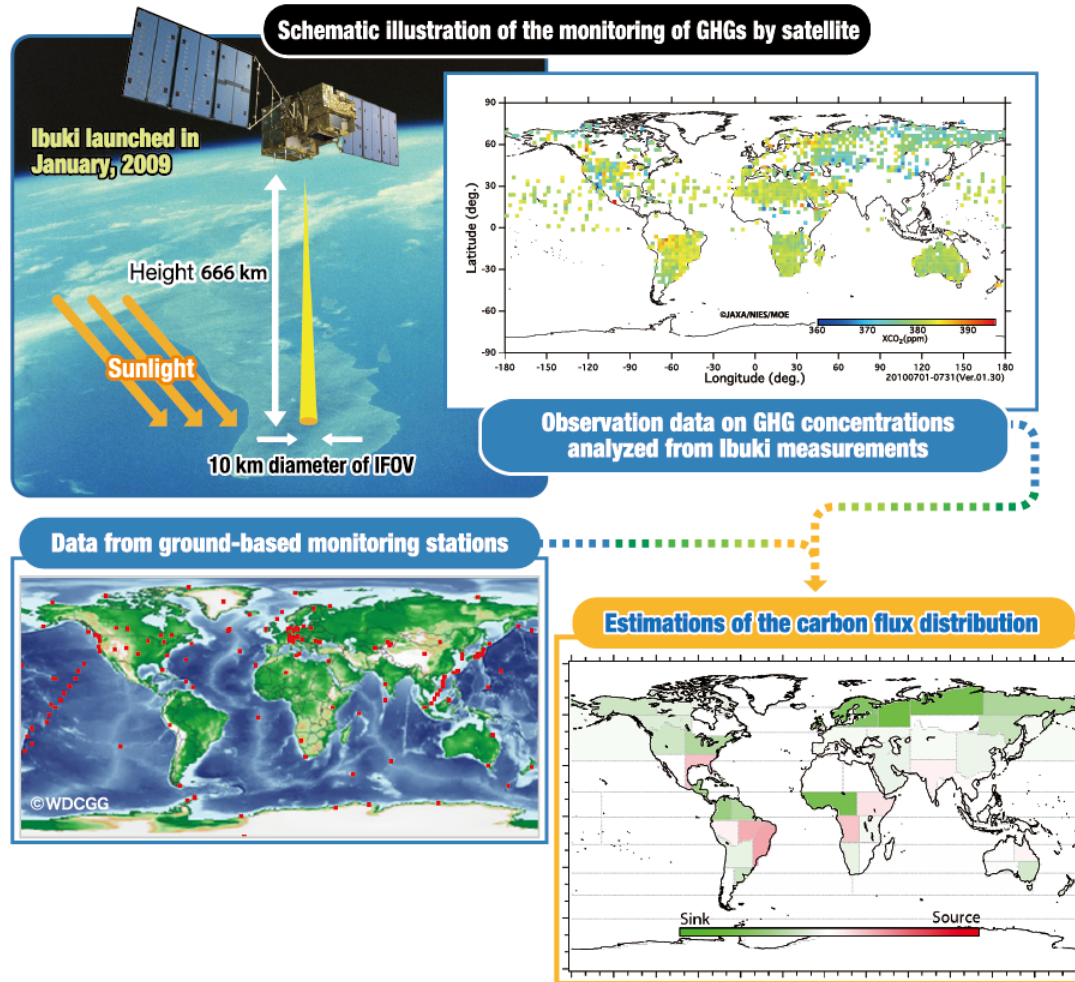 Schematic illustration of the monitoring of GHGs by satellite
Ibuki launched in
January, 2009
Height 666 km
Sunlight
10 km diameter of IFOV
90
60
30
0
-30
-60
-90
Latitude (deg.)
©JAXA/NIES/MOE
360 370 380 390
XCO₂(ppm)
-180 -150 -120 -90 -60 -30 0 30 60 90 120 150 180
Longitude (deg.)
20100701-0731(Ver.01.30)
Observation data on GHG concentrations
analyzed from Ibuki measurements
Data from ground-based monitoring stations
©WDCGG
Estimations of the carbon flux distribution
Sink Source